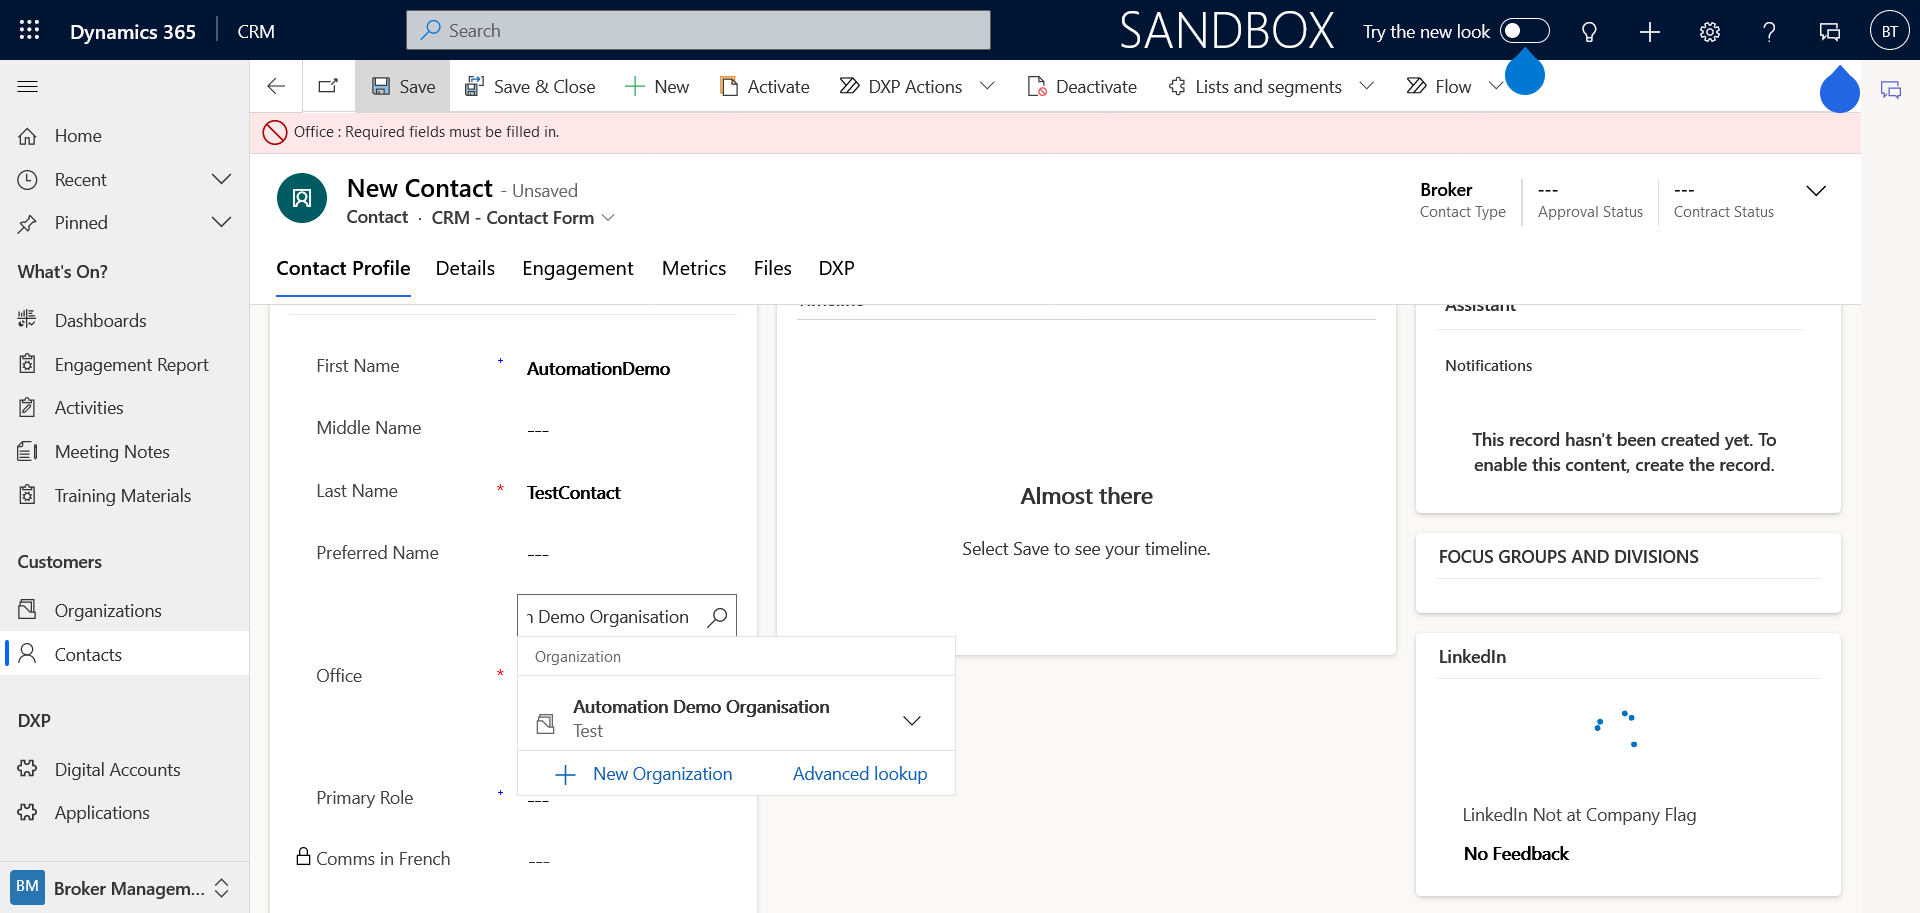 Dynamics 365
CRM
Search
SANDBOX
Try the new look
BT
Save
Save & Close
New
Activate
DXP Actions
Deactivate
Lists and segments
Flow
Office : Required fields must be filled in.
Home
Recent
Pinned
What's On?
Dashboards
Engagement Report
Activities
Meeting Notes
Training Materials
Customers
Organizations
Contacts
DXP
Digital Accounts
Applications
BM
Broker Managem...
New Contact - Unsaved
Contact · CRM - Contact Form
Broker
Contact Type
---
Approval Status
---
Contract Status
Contact Profile
Details
Engagement
Metrics
Files
DXP
First Name + AutomationDemo
Middle Name ---
Last Name * TestContact
Preferred Name ---
Demo Organisation
Office *
Organization
Automation Demo Organisation
Test
New Organization
Advanced lookup
Primary Role + ---
Comms in French ---
Timeline
Almost there
Select Save to see your timeline.
Assistant
Notifications
This record hasn't been created yet. To
enable this content, create the record.
FOCUS GROUPS AND DIVISIONS
LinkedIn
LinkedIn Not at Company Flag
No Feedback